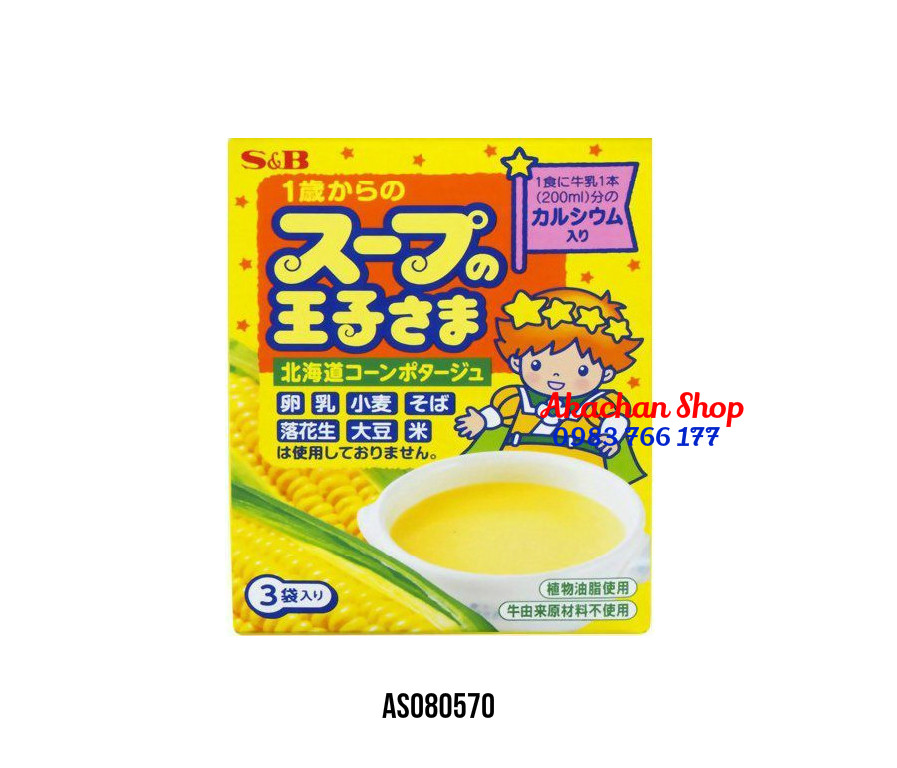 S&B
1歳からの
スープの
王子さま
1食に牛乳1本
(200ml)分の
カルシウム
入り
北海道コーンポタージュ
卵 乳 小麦 そば
落花生 大豆 米
は使用しておりません。
Akachan Shop
0983 766 177
3袋入り
植物油脂使用
牛由来原材料不使用
AS080570